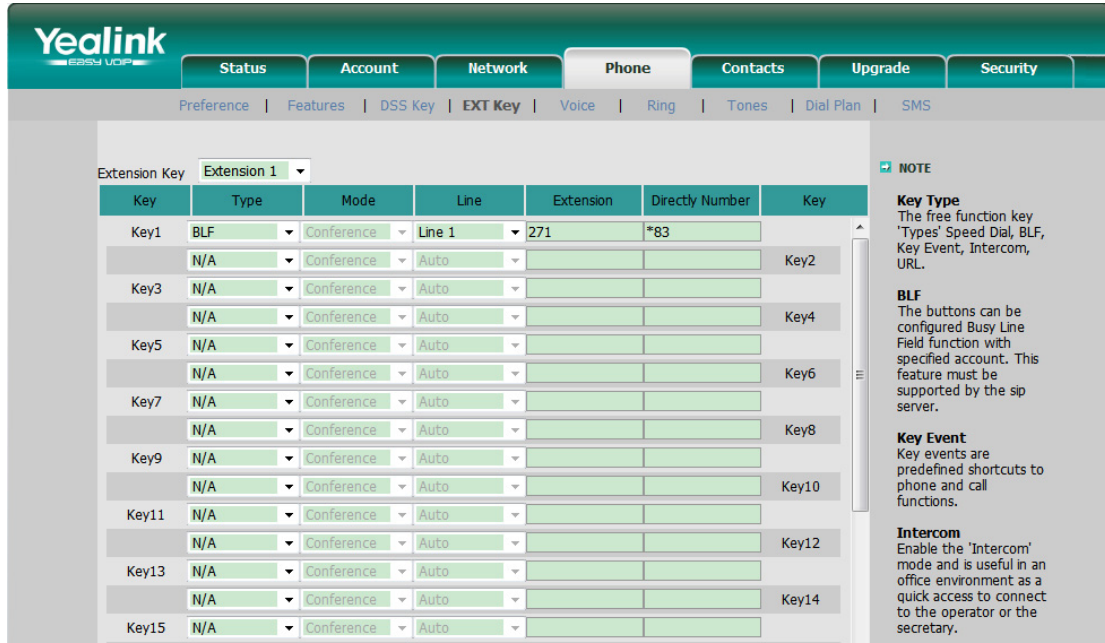 Yealink
EASY VOIP
Status Account Network Phone Contacts Upgrade Security
Preference | Features | DSS Key | EXT Key | Voice | Ring | Tones | Dial Plan | SMS
Extension Key Extension 1
Key Type Mode Line Extension Directly Number Key
Key1 BLF Conference Line 1 271 *83
N/A Conference Auto Key2
Key3 N/A Conference Auto
N/A Conference Auto Key4
Key5 N/A Conference Auto
N/A Conference Auto Key6
Key7 N/A Conference Auto
N/A Conference Auto Key8
Key9 N/A Conference Auto
N/A Conference Auto Key10
Key11 N/A Conference Auto
N/A Conference Auto Key12
Key13 N/A Conference Auto
N/A Conference Auto Key14
Key15 N/A Conference Auto
NOTE
Key Type
The free function key
'Types' Speed Dial, BLF,
Key Event, Intercom,
URL.
BLF
The buttons can be
configured Busy Line
Field function with
specified account. This
feature must be
supported by the sip
server.
Key Event
Key events are
predefined shortcuts to
phone and call
functions.
Intercom
Enable the 'Intercom'
mode and is useful in an
office environment as a
quick access to connect
to the operator or the
secretary.